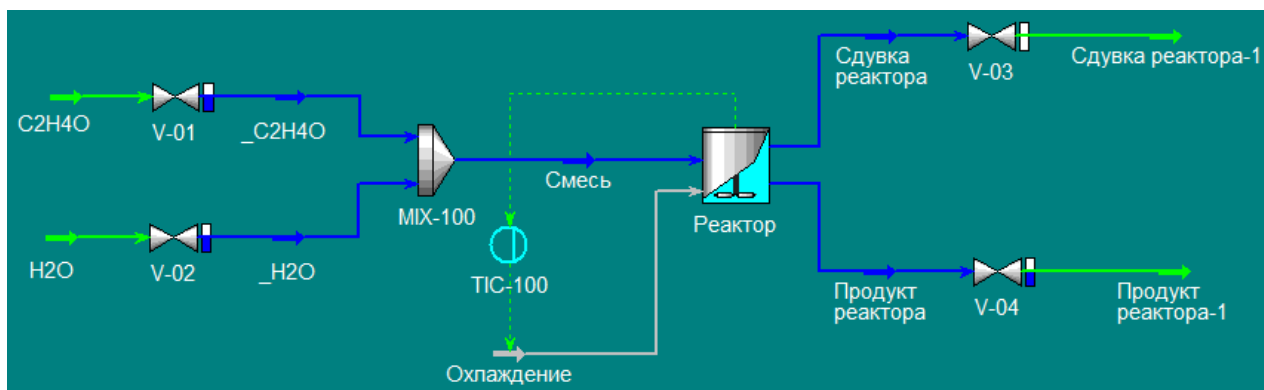 Сдувка
реактора
V-03
Сдувка реактора-1
C2H4O
V-01
_C2H4O
MIX-100
Смесь
Реактор
H2O
V-02
_H2O
TIC-100
Продукт
реактора
V-04
Продукт
реактора-1
Охлаждение